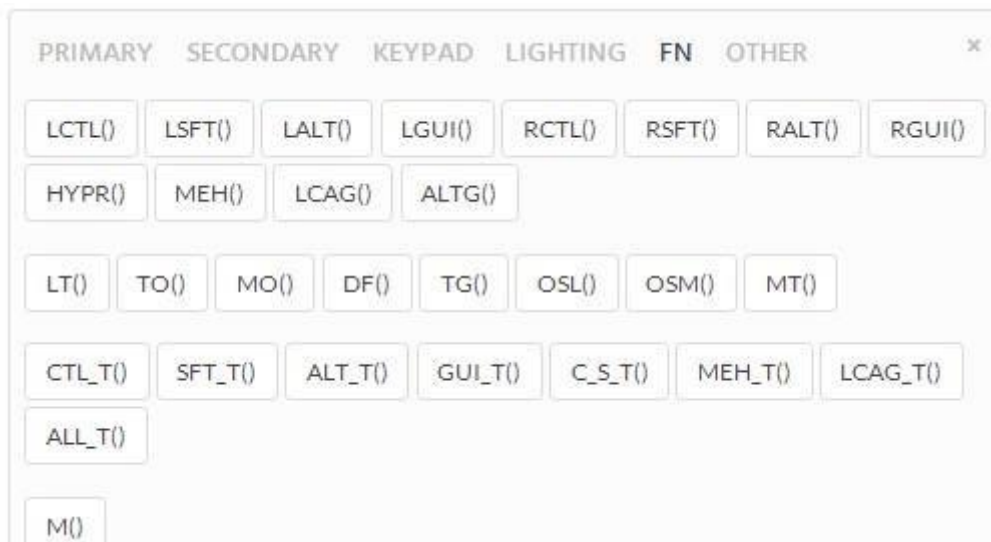 PRIMARY SECONDARY KEYPAD LIGHTING FN OTHER ×
LCTL() LSFT() LALT() LGUI() RCTL() RSFT() RALT() RGUI()
HYPR() MEH() LCAG() ALTG()
LT() TO() MO() DF() TG() OSL() OSM() MT()
CTL_T() SFT_T() ALT_T() GUI_T() C_S_T() MEH_T() LCAG_T()
ALL_T()
M()